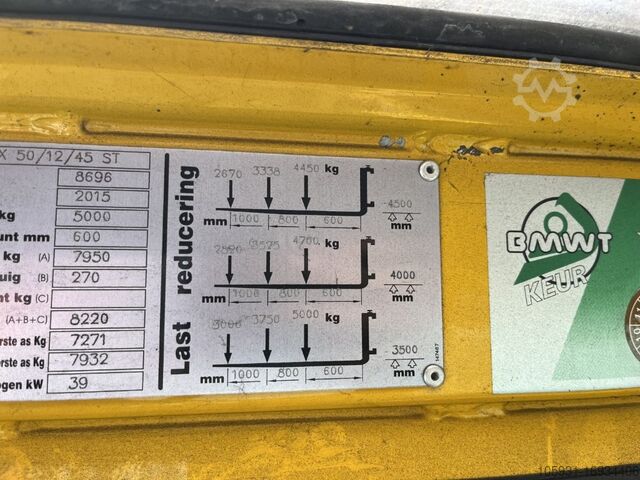 X 50/12/45 ST
8696
2015
kg 5000
unt mm 600
kg (A) 7950
uig (B) 270
nt kg (C)
(A+B+C) 8220
rste as Kg 7271
erste as Kg 7932
ogen kW 39
Last reducering
2670 3338 4450 kg
mm 1000 800 600
4500
mm
3575 4700 kg
mm 1000 800 600
4000
mm
3000 3750 5000 kg
mm 1000 800 600
3500
mm
BMWT
KEUR